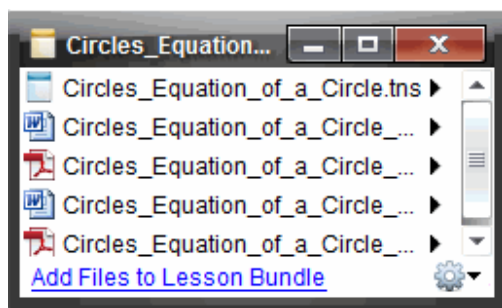 Circles_Equation...
Circles_Equation_of_a_Circle.tns
Circles_Equation_of_a_Circle_...
Circles_Equation_of_a_Circle_...
Circles_Equation_of_a_Circle_...
Circles_Equation_of_a_Circle_...
Add Files to Lesson Bundle